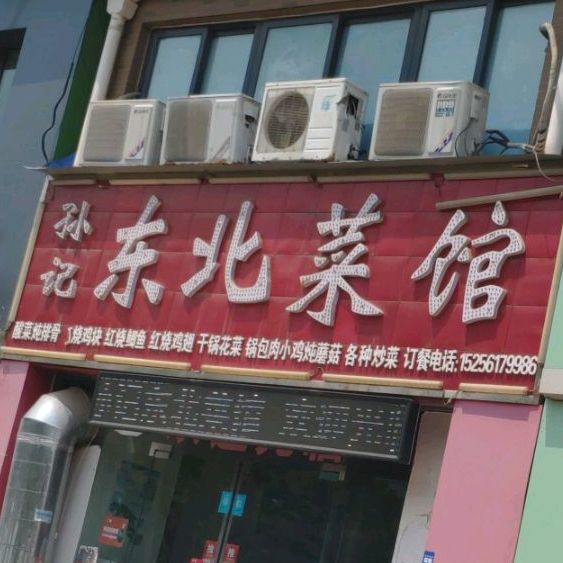 孙记
东北菜馆
酸菜炖排骨 红烧鸡块 红烧鲫鱼 红烧鸡翅 干锅花菜 锅包肉小鸡炖蘑菇 各种炒菜 订餐电话:15256179986